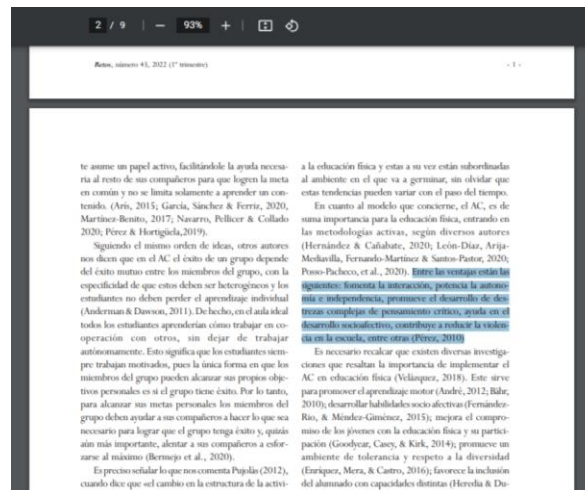 2 / 9 | − 93% +
Retos, número 43, 2022 (1º trimestre)
- 1 -
te asume un papel activo, facilitándole la ayuda necesa-
ria al resto de sus compañeros para que logren la meta
en común y no se limita solamente a aprender un con-
tenido. (Aris, 2015; García, Sánchez & Ferriz, 2020,
Martínez-Benito, 2017; Navarro, Pellicer & Collado
2020; Pérez & Hortigüela,2019).
Siguiendo el mismo orden de ideas, otros autores
nos dicen que en el AC el éxito de un grupo depende
del éxito mutuo entre los miembros del grupo, con la
especificidad de que estos deben ser heterogéneos y los
estudiantes no deben perder el aprendizaje individual
(Anderman & Dawson, 2011). De hecho, en el aula ideal
todos los estudiantes aprenderían cómo trabajar en co-
operación con otros, sin dejar de trabajar
autónomamente. Esto significa que los estudiantes siem-
pre trabajan motivados, pues la única forma en que los
miembros del grupo pueden alcanzar sus propios obje-
tivos personales es si el grupo tiene éxito. Por lo tanto,
para alcanzar sus metas personales los miembros del
grupo deben ayudar a sus compañeros a hacer lo que sea
necesario para lograr que el grupo tenga éxito y, quizás
aún más importante, alentar a sus compañeros a esfor-
zarse al máximo (Bermejo et al., 2020).
Es preciso señalar lo que nos comenta Pujolás (2012),
cuando dice que «el cambio en la estructura de la activi-
a la educación física y estas a su vez están subordinadas
al ambiente en el que va a germinar, sin olvidar que
estas tendencias pueden variar con el paso del tiempo.
En cuanto al modelo que concierne, el AC, es de
suma importancia para la educación física, entrando en
las metodologías activas, según diversos autores
(Hernández & Cañabate, 2020; León-Díaz, Arija-
Mediavilla, Fernando-Martínez & Santos-Pastor, 2020;
Posso-Pacheco, et al., 2020). Entre las ventajas están las
siguientes: fomenta la interacción, potencia la autono-
mía e independencia, promueve el desarrollo de des-
trezas complejas de pensamiento crítico, ayuda en el
desarrollo socioafectivo, contribuye a reducir la violen-
cia en la escuela, entre otras (Pérez, 2010)
Es necesario recalcar que existen diversas investiga-
ciones que resaltan la importancia de implementar el
AC en educación física (Velázquez, 2018). Este sirve
para promover el aprendizaje motor (André, 2012; Bähr,
2010); desarrollar habilidades socio afectivas (Fernández-
Rio, & Méndez-Giménez, 2015); mejora el compro-
miso de los jóvenes con la educación física y su partici-
pación (Goodyear, Casey, & Kirk, 2014); promueve un
ambiente de tolerancia y respeto a la diversidad
(Enríquez, Mera, & Castro, 2016); favorece la inclusión
del alumnado con capacidades distintas (Heredia & Du-